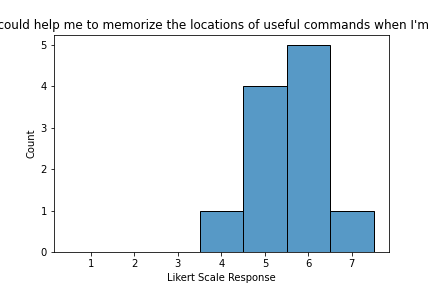 could help me to memorize the locations of useful commands when I'm
5
4
3
2
1
0
Count
1 2 3 4 5 6 7
Likert Scale Response